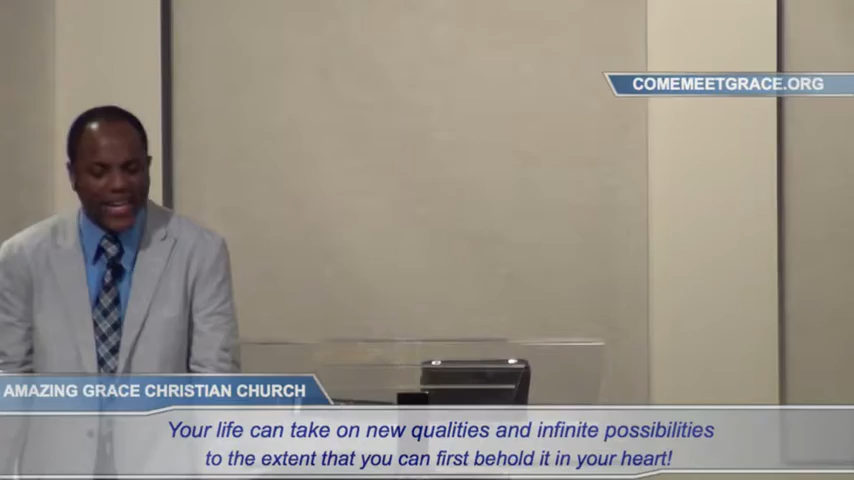 COMEMEETGRACE.ORG
AMAZING GRACE CHRISTIAN CHURCH
Your life can take on new qualities and infinite possibilities
to the extent that you can first behold it in your heart!